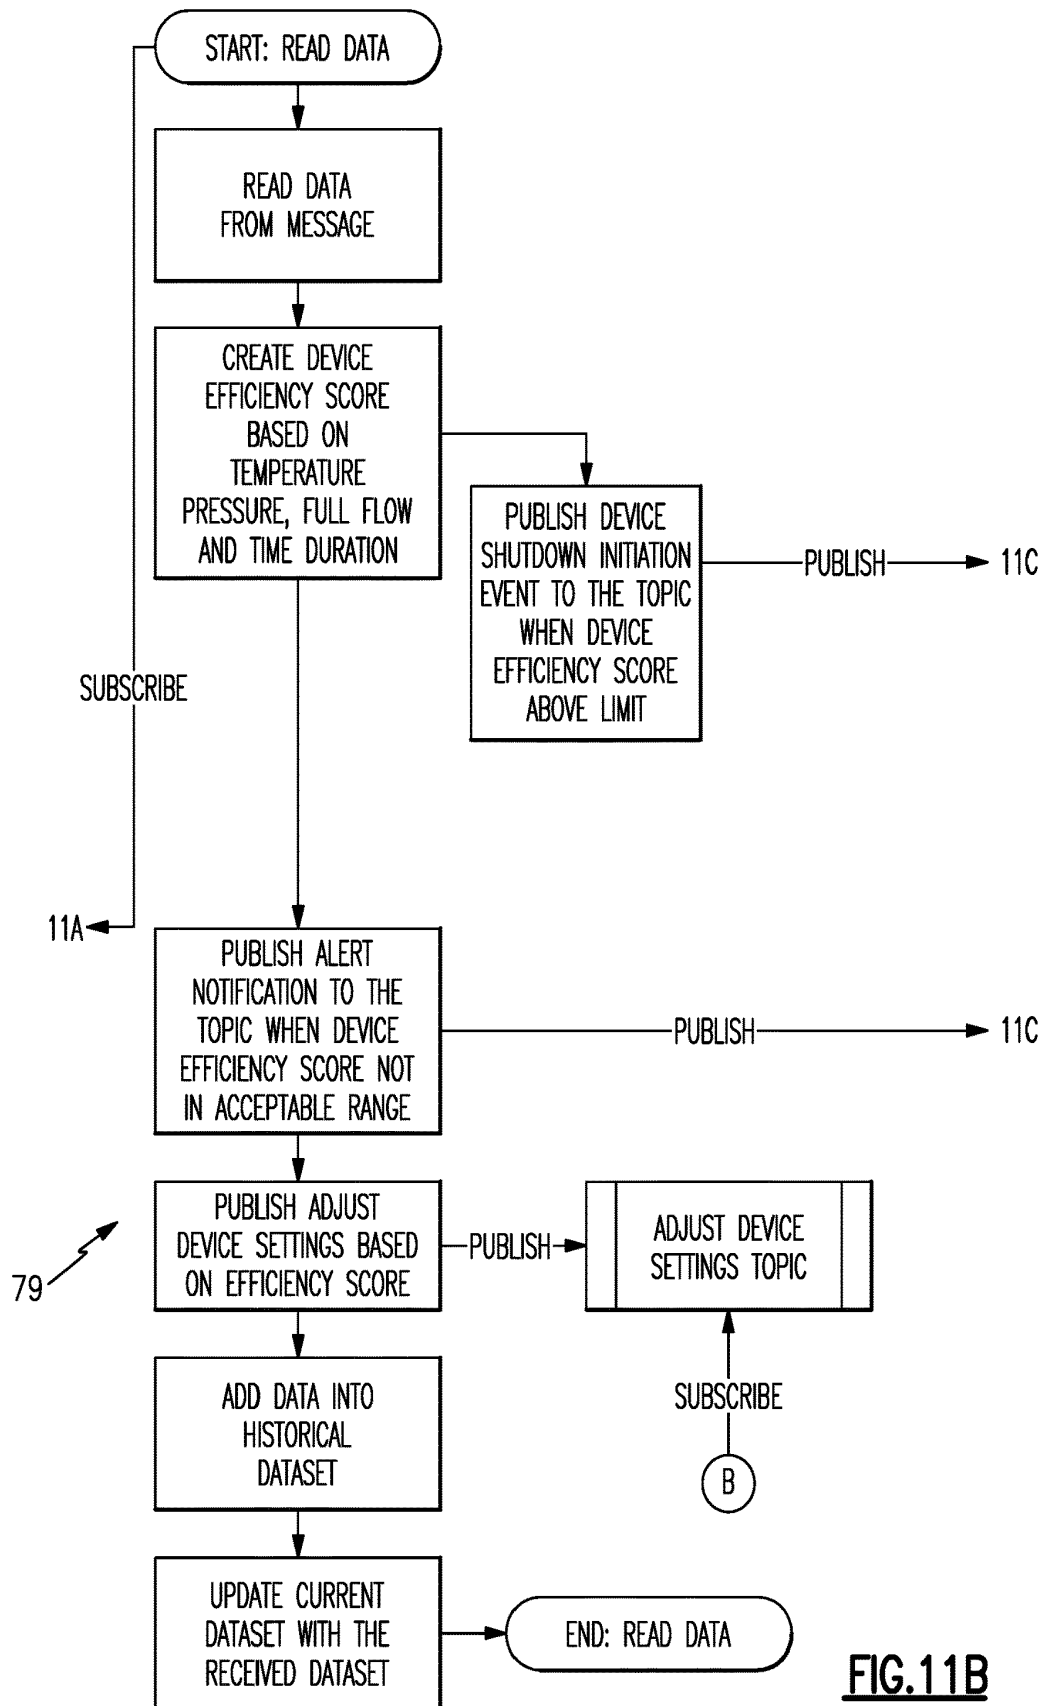 START: READ DATA
READ DATA
FROM MESSAGE
CREATE DEVICE
EFFICIENCY SCORE
BASED ON
TEMPERATURE
PRESSURE, FULL FLOW
AND TIME DURATION
PUBLISH DEVICE
SHUTDOWN INITIATION
EVENT TO THE TOPIC
WHEN DEVICE
EFFICIENCY SCORE
ABOVE LIMIT
PUBLISH
11C
SUBSCRIBE
11A
PUBLISH ALERT
NOTIFICATION TO THE
TOPIC WHEN DEVICE
EFFICIENCY SCORE NOT
IN ACCEPTABLE RANGE
PUBLISH
11C
79
PUBLISH ADJUST
DEVICE SETTINGS BASED
ON EFFICIENCY SCORE
PUBLISH
ADJUST DEVICE
SETTINGS TOPIC
SUBSCRIBE
B
ADD DATA INTO
HISTORICAL
DATASET
UPDATE CURRENT
DATASET WITH THE
RECEIVED DATASET
END: READ DATA
FIG.11B